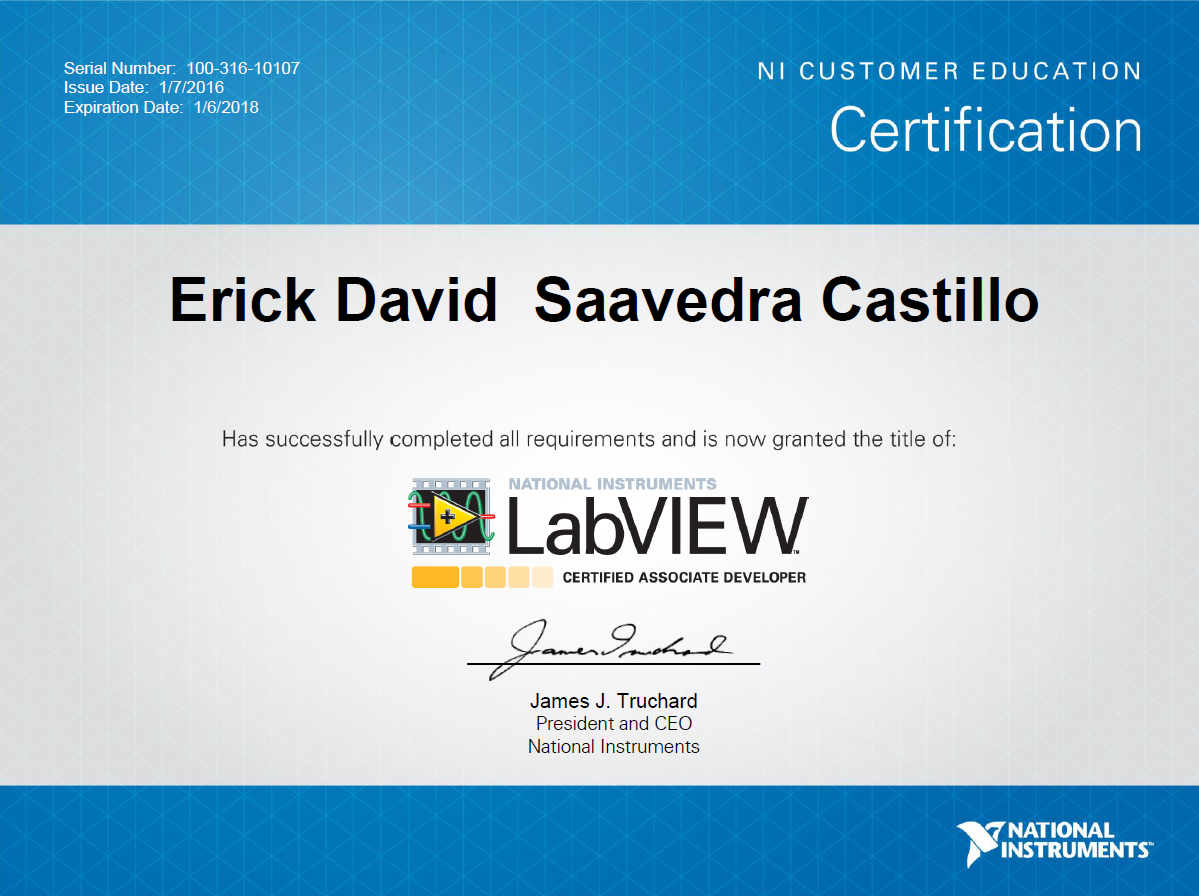 Serial Number: 100-316-10107
Issue Date: 1/7/2016
Expiration Date: 1/6/2018
NI CUSTOMER EDUCATION
Certification
Erick David Saavedra Castillo
Has successfully completed all requirements and is now granted the title of:
NATIONAL INSTRUMENTS
LabVIEW™
CERTIFIED ASSOCIATE DEVELOPER
James Truchard
James J. Truchard
President and CEO
National Instruments
NATIONAL
INSTRUMENTS™